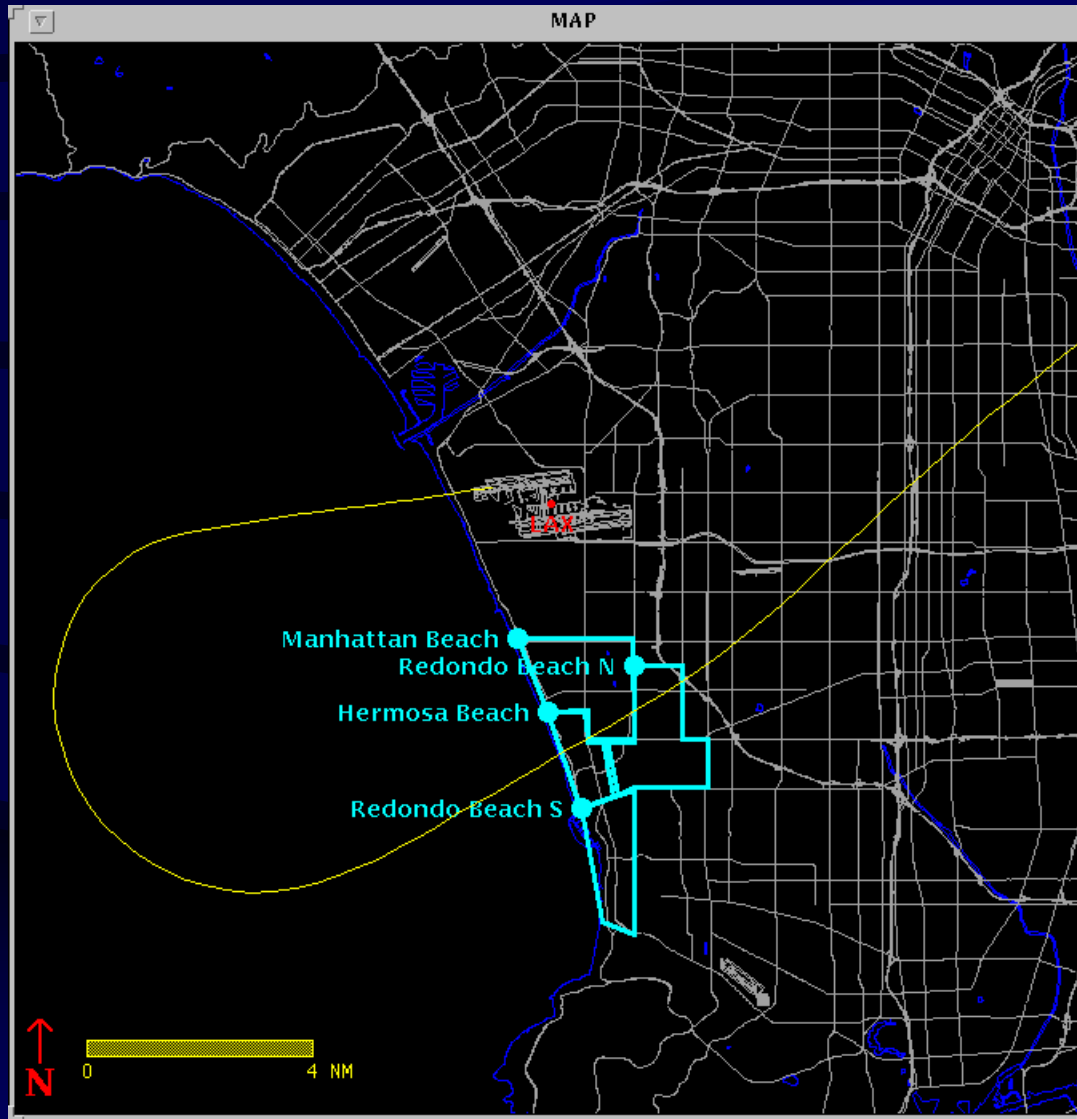 MAP
LAX
Manhattan Beach
Redondo Beach N
Hermosa Beach
Redondo Beach S
N
0 4 NM